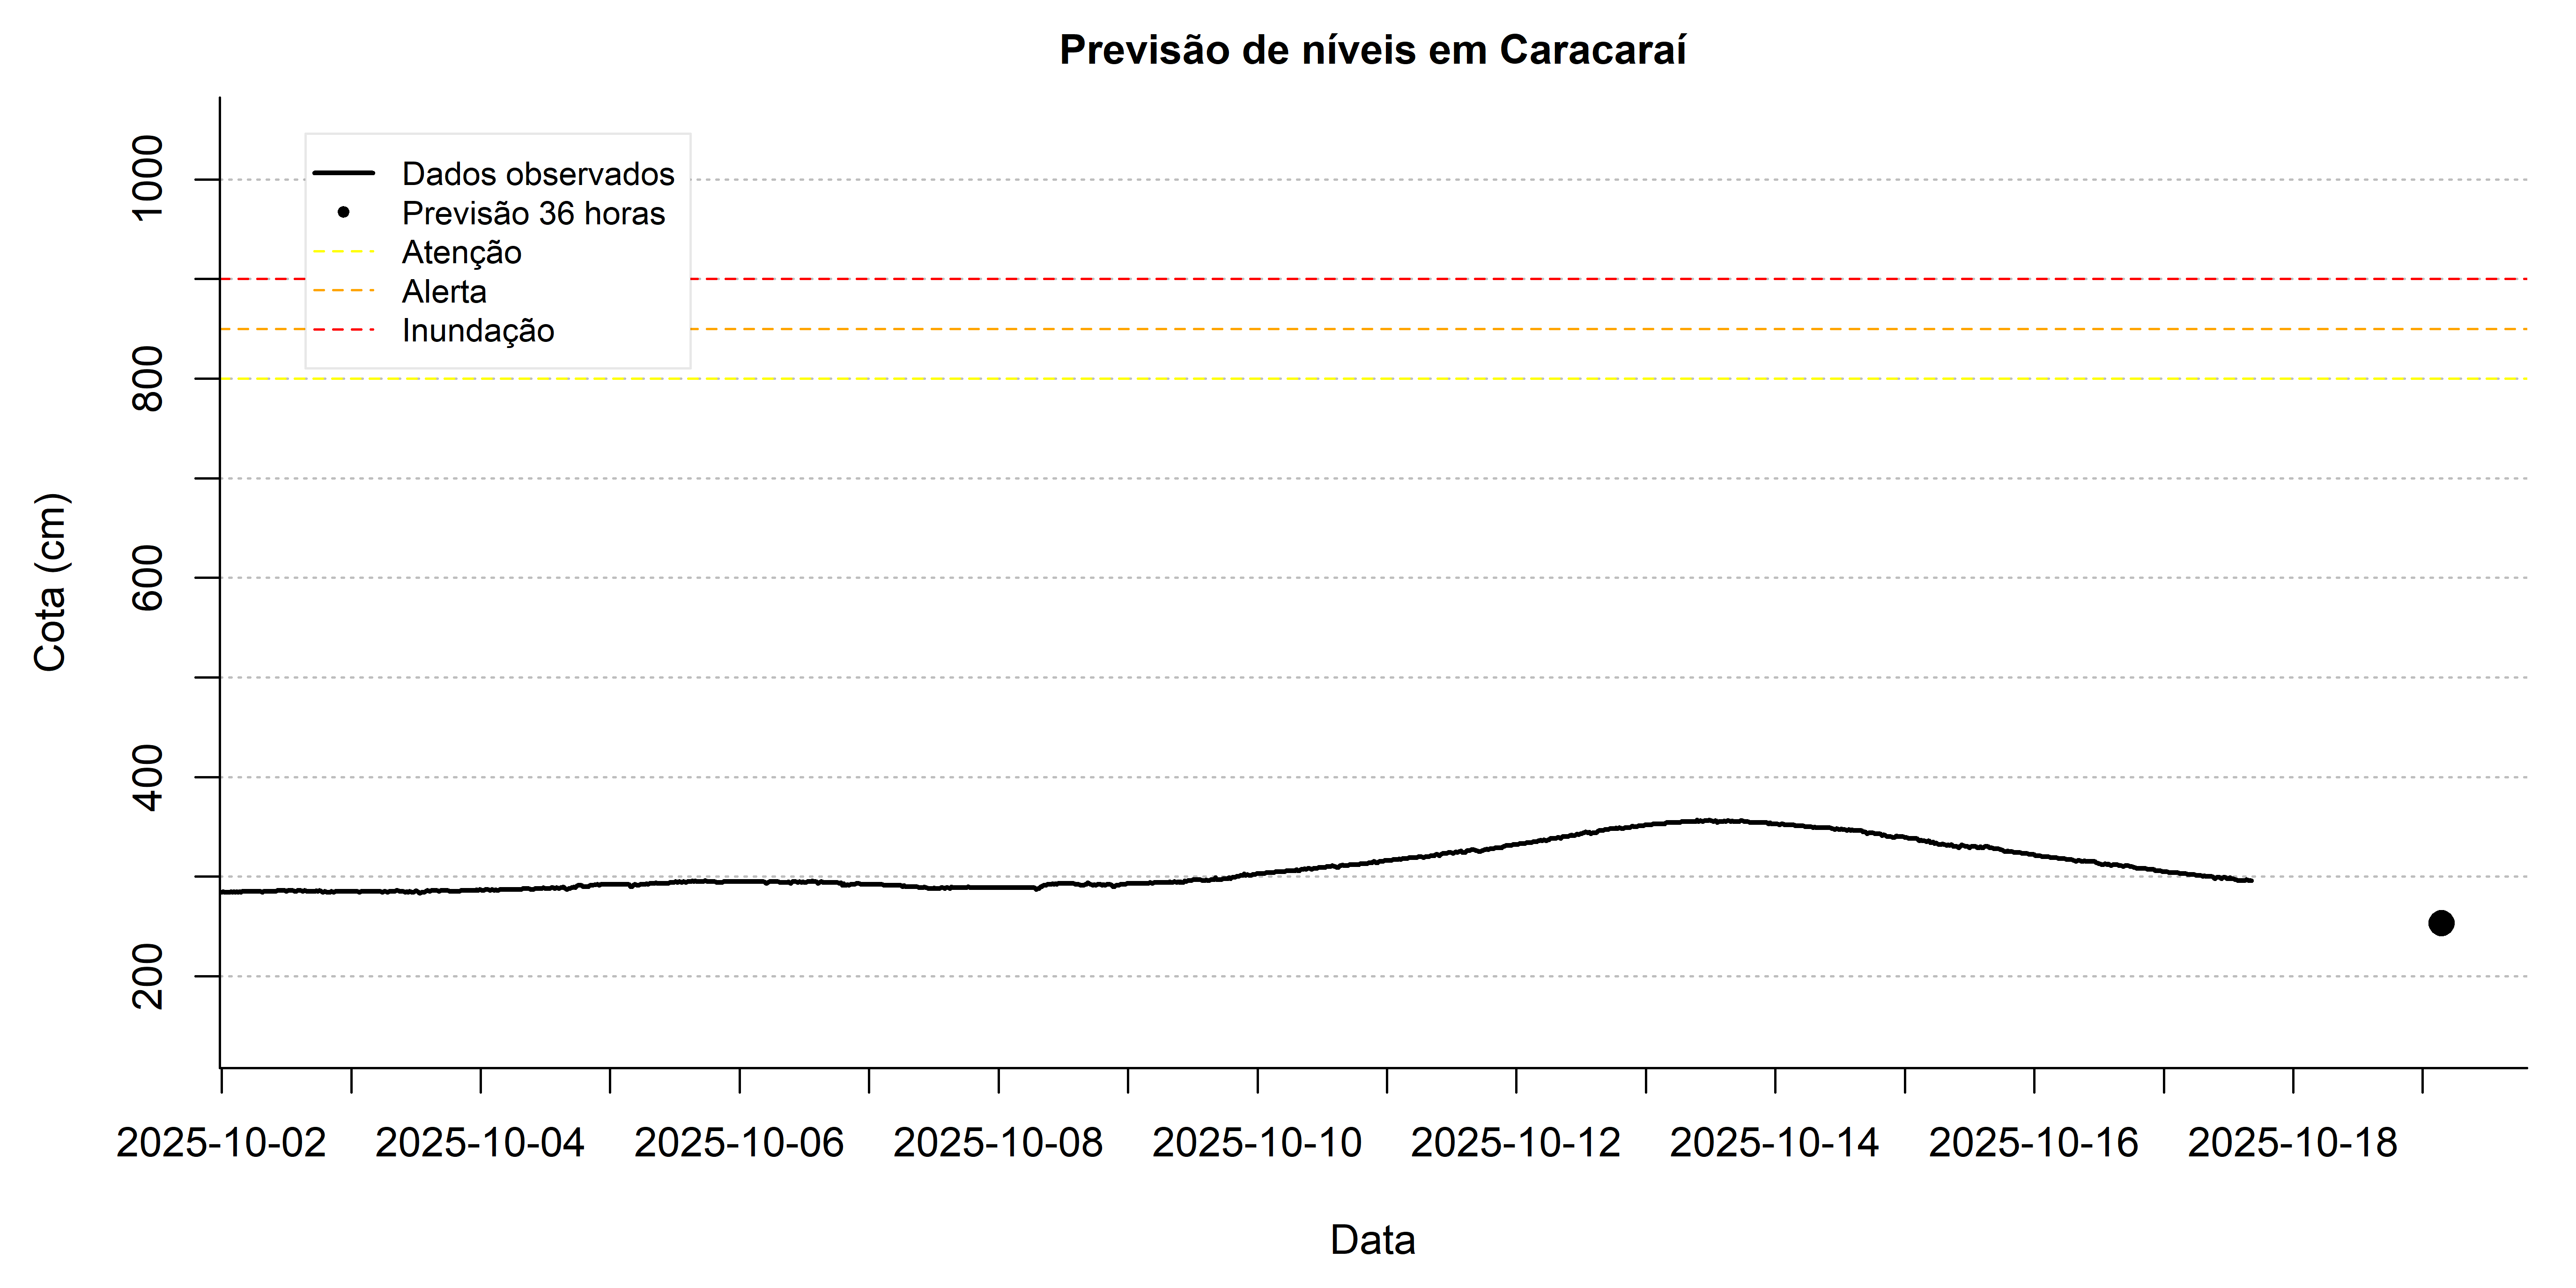 Previsão de níveis em Caracaraí
Dados observados
Previsão 36 horas
Atenção
Alerta
Inundação
Cota (cm)
1000
800
600
400
200
2025-10-02
2025-10-04
2025-10-06
2025-10-08
2025-10-10
2025-10-12
2025-10-14
2025-10-16
2025-10-18
Data